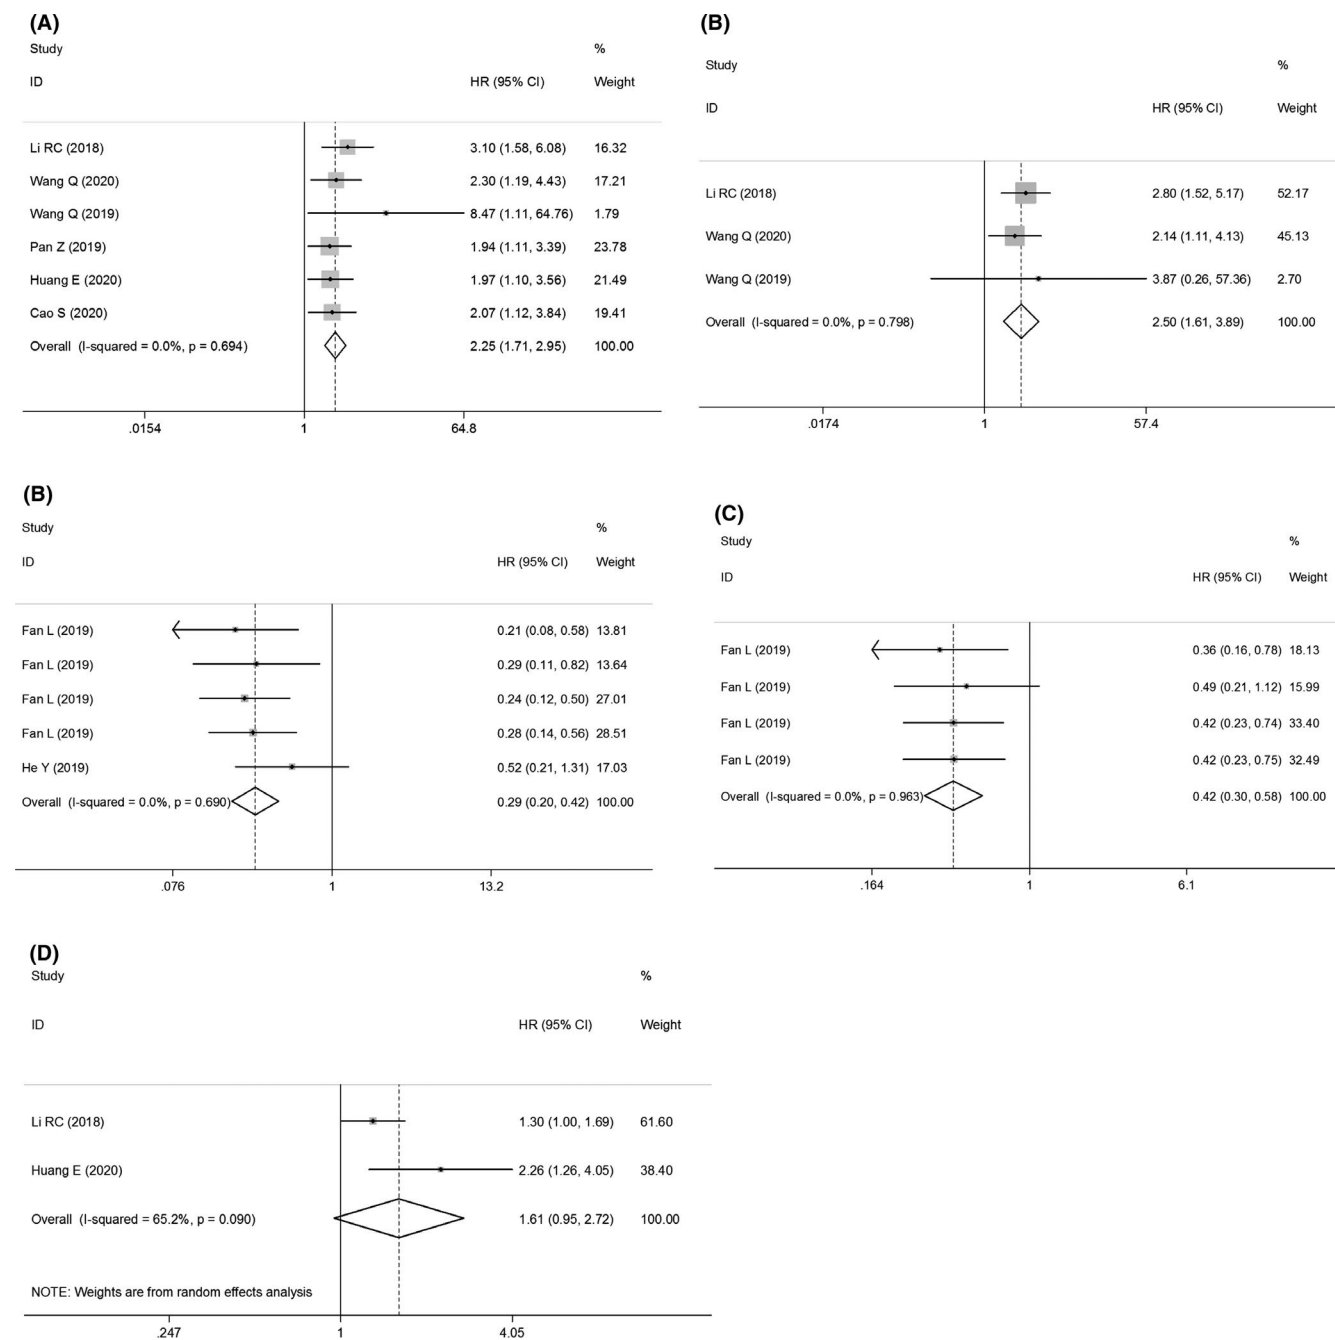 (A)
Study %
ID HR (95% CI) Weight
Li RC (2018) 3.10 (1.58, 6.08) 16.32
Wang Q (2020) 2.30 (1.19, 4.43) 17.21
Wang Q (2019) 8.47 (1.11, 64.76) 1.79
Pan Z (2019) 1.94 (1.11, 3.39) 23.78
Huang E (2020) 1.97 (1.10, 3.56) 21.49
Cao S (2020) 2.07 (1.12, 3.84) 19.41
Overall (I-squared = 0.0%, p = 0.694) 2.25 (1.71, 2.95) 100.00
.0154 1 64.8
(B)
Study %
ID HR (95% CI) Weight
Li RC (2018) 2.80 (1.52, 5.17) 52.17
Wang Q (2020) 2.14 (1.11, 4.13) 45.13
Wang Q (2019) 3.87 (0.26, 57.36) 2.70
Overall (I-squared = 0.0%, p = 0.798) 2.50 (1.61, 3.89) 100.00
.0174 1 57.4
(B)
Study %
ID HR (95% CI) Weight
Fan L (2019) 0.21 (0.08, 0.58) 13.81
Fan L (2019) 0.29 (0.11, 0.82) 13.64
Fan L (2019) 0.24 (0.12, 0.50) 27.01
Fan L (2019) 0.28 (0.14, 0.56) 28.51
He Y (2019) 0.52 (0.21, 1.31) 17.03
Overall (I-squared = 0.0%, p = 0.690) 0.29 (0.20, 0.42) 100.00
.076 1 13.2
(C)
Study %
ID HR (95% CI) Weight
Fan L (2019) 0.36 (0.16, 0.78) 18.13
Fan L (2019) 0.49 (0.21, 1.12) 15.99
Fan L (2019) 0.42 (0.23, 0.74) 33.40
Fan L (2019) 0.42 (0.23, 0.75) 32.49
Overall (I-squared = 0.0%, p = 0.963) 0.42 (0.30, 0.58) 100.00
.164 1 6.1
(D)
Study %
ID HR (95% CI) Weight
Li RC (2018) 1.30 (1.00, 1.69) 61.60
Huang E (2020) 2.26 (1.26, 4.05) 38.40
Overall (I-squared = 65.2%, p = 0.090) 1.61 (0.95, 2.72) 100.00
NOTE: Weights are from random effects analysis
.247 1 4.05